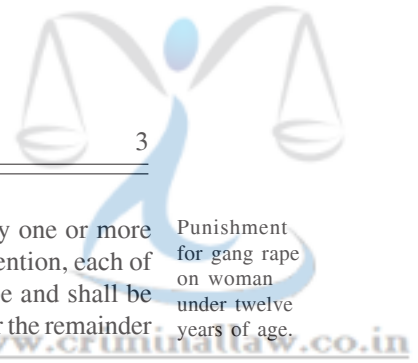 3
y one or more
ention, each of
e and shall be
r the remainder
Punishment
for gang rape
on woman
under twelve
years of age.
www.criminallaw.co.in